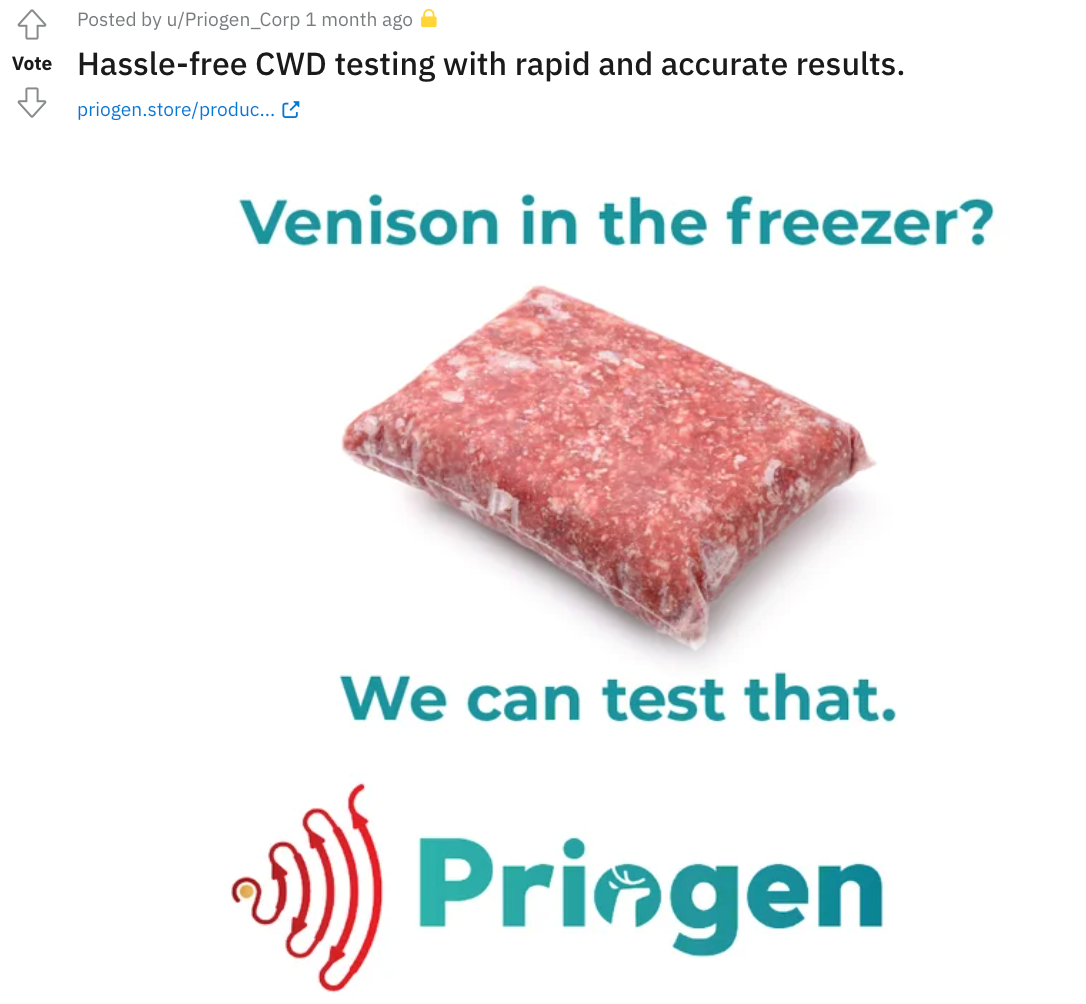 Posted by u/Priogen_Corp 1 month ago
Vote
Hassle-free CWD testing with rapid and accurate results.
priogen.store/produc...
Venison in the freezer?
We can test that.
Priogen